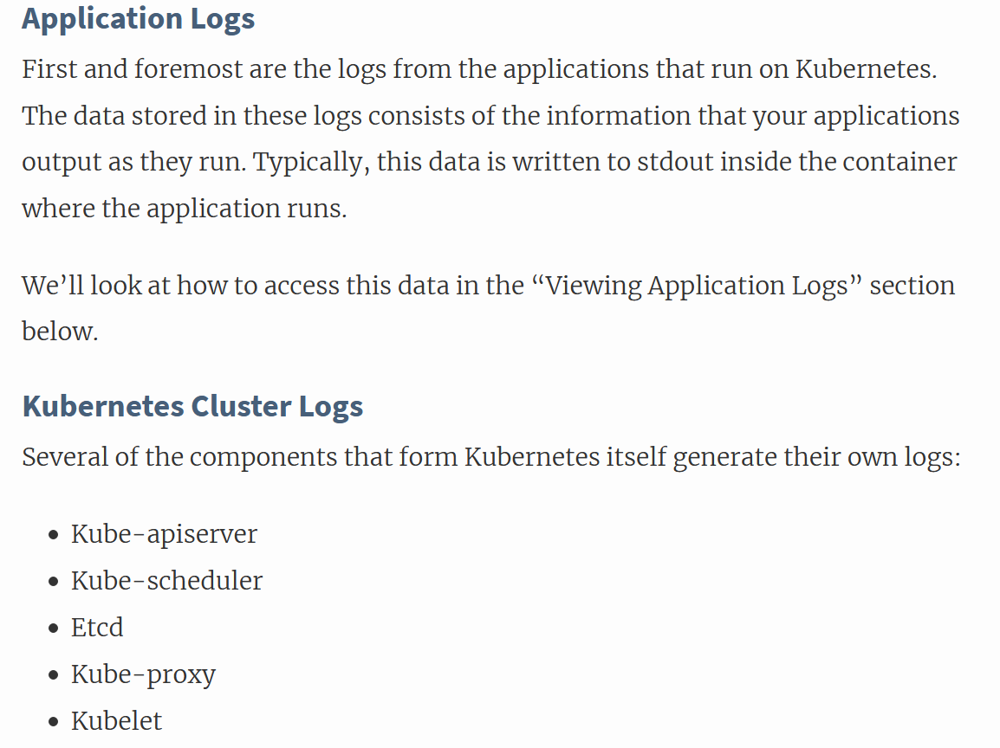 Application Logs
First and foremost are the logs from the applications that run on Kubernetes.
The data stored in these logs consists of the information that your applications
output as they run. Typically, this data is written to stdout inside the container
where the application runs.
We’ll look at how to access this data in the “Viewing Application Logs” section
below.
Kubernetes Cluster Logs
Several of the components that form Kubernetes itself generate their own logs:
• Kube-apiserver
• Kube-scheduler
• Etcd
• Kube-proxy
• Kubelet